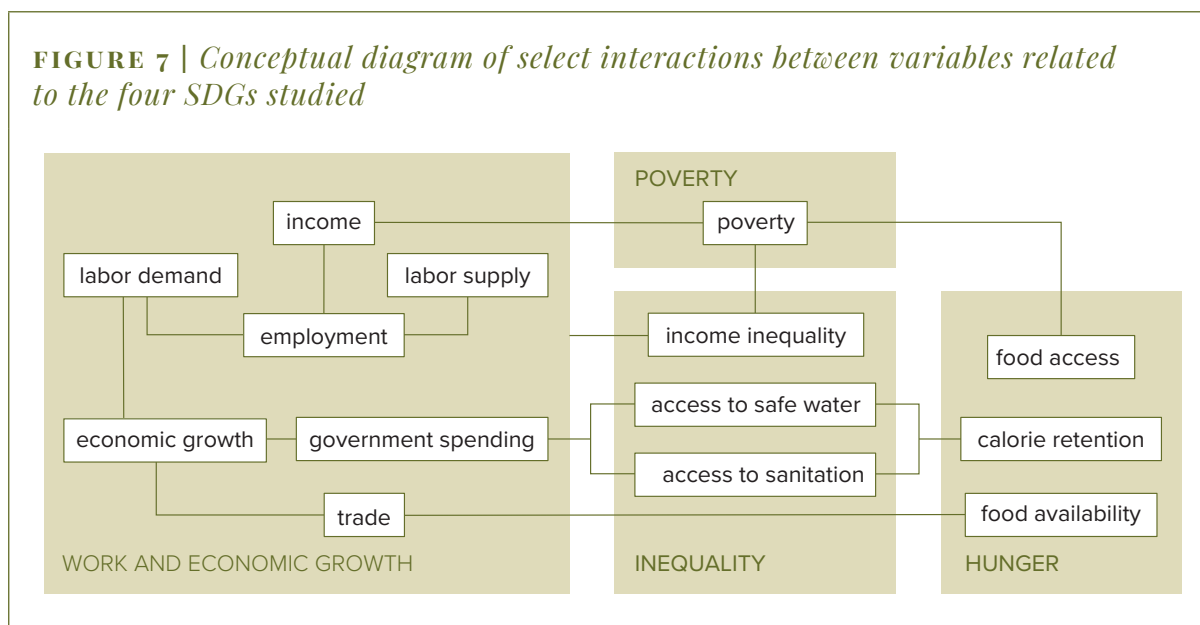 FIGURE 7 | Conceptual diagram of select interactions between variables related
to the four SDGs studied
POVERTY
income
poverty
labor demand
labor supply
employment
income inequality
food access
access to safe water
economic growth
government spending
calorie retention
access to sanitation
trade
food availability
WORK AND ECONOMIC GROWTH
INEQUALITY
HUNGER